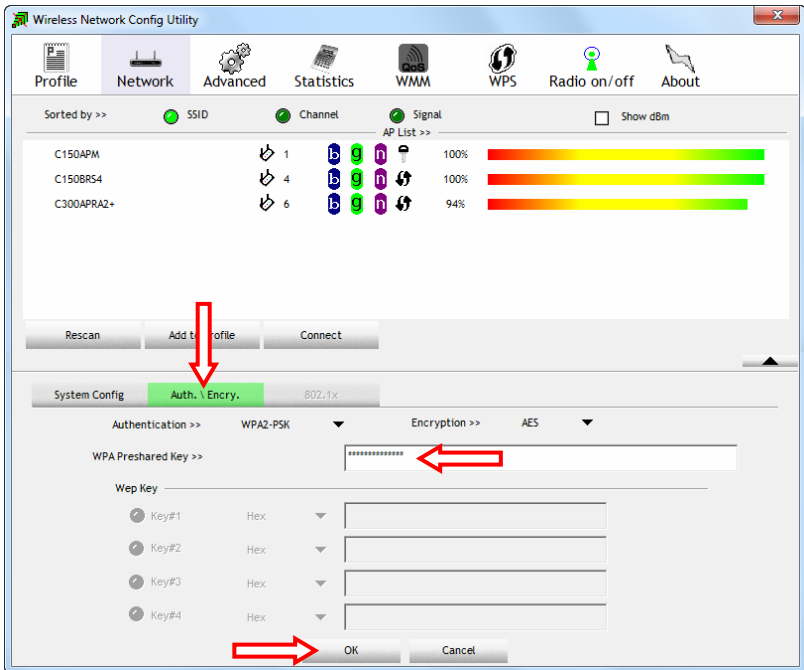 Wireless Network Config Utility
x
Profile Network Advanced Statistics WMM WPS Radio on/off About
QoS
Sorted by >> SSID Channel Signal Show dBm
AP List >>
C150APM 1 b g n 100%
C150BRS4 4 b g n 100%
C300APRA2+ 6 b g n 94%
Rescan Add to Profile Connect
System Config Auth. \ Encry. 802.1x
Authentication >> WPA2-PSK Encryption >> AES
WPA Preshared Key >> **************
Wep Key
Key#1 Hex
Key#2 Hex
Key#3 Hex
Key#4 Hex
OK Cancel